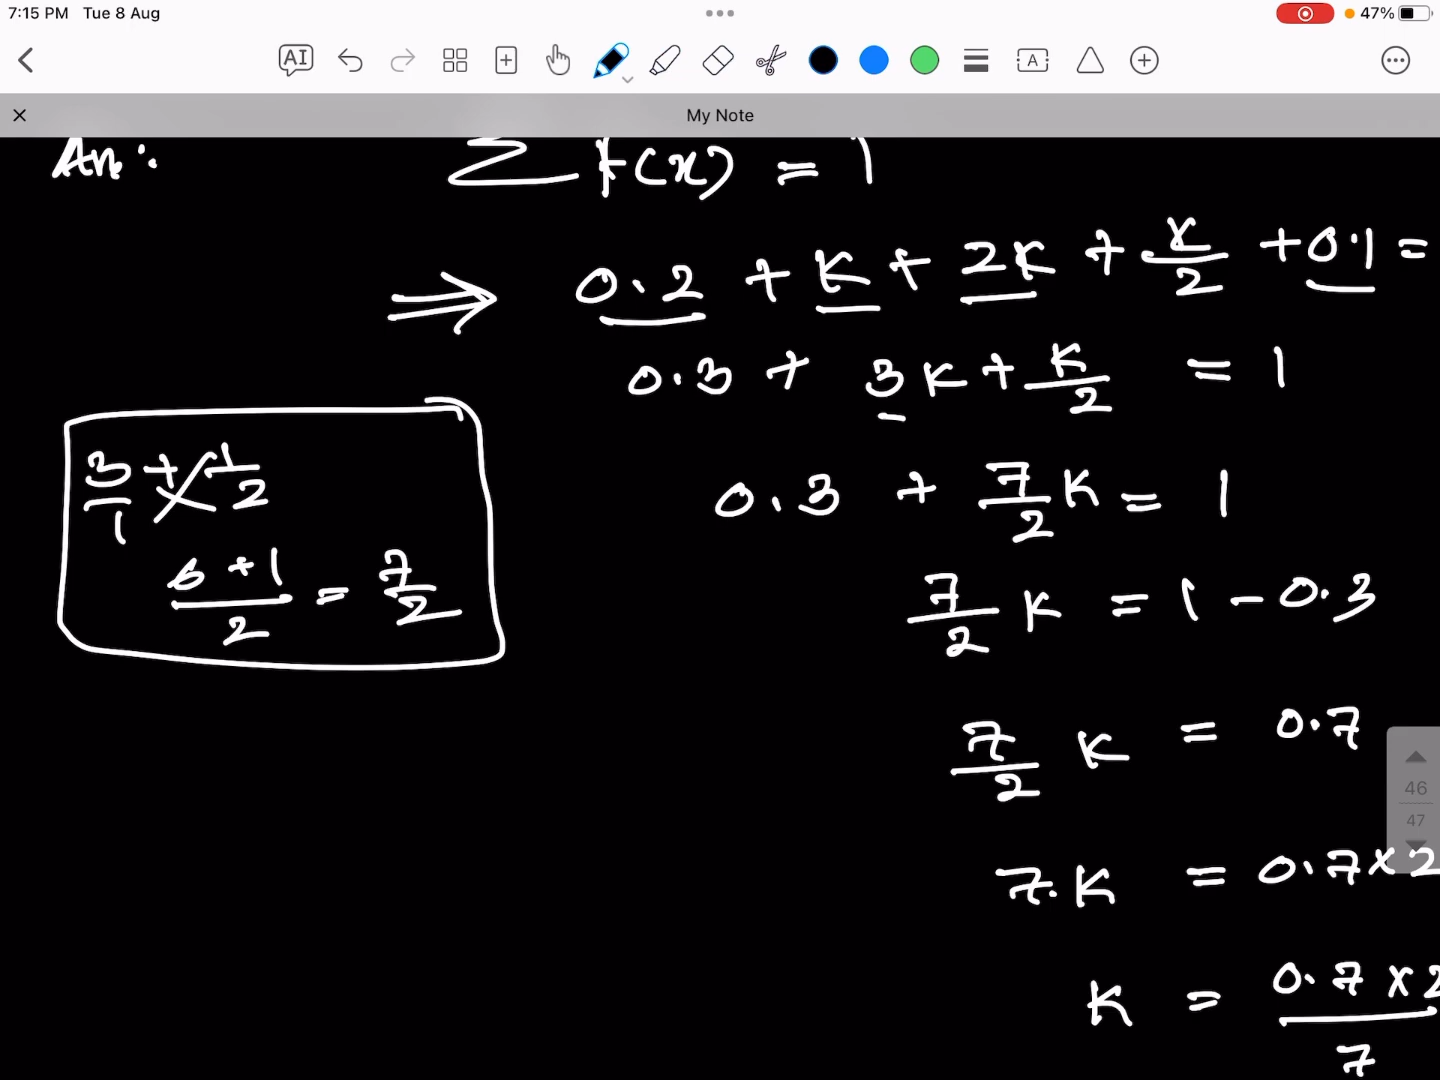 7:15 PM Tue 8 Aug
47%
AI
A
My Note
An:
Σ f(x) = 1
⇒ 0.2 + k + 2k + k/2 + 0.1 =
0.3 + 3k + k/2 = 1
3/1 + 1/2
0.3 + 7/2 k = 1
6+1/2 = 7/2
7/2 k = 1 - 0.3
7/2 k = 0.7
46
47
7.k = 0.7×2
k = 0.7×2/7